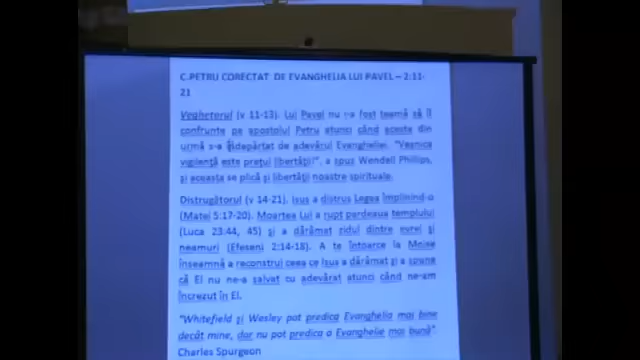 C.PETRU CORECTAT DE EVANGHELIA LUI PAVEL – 2:11-
21
Veghetorul (v 11-13). Lui Pavel nu i-a fost teamă să îl
confrunte pe apostolul Petru atunci când acesta din
urmă s-a îndepărtat de adevărul Evangheliei. "Veșnica
vigilență este prețul libertății!", a spus Wendell Phillips,
și aceasta se plică și libertății noastre spirituale.
Distrugătorul (v 14-21). Isus a distrus Legea împlinind-o
(Matei 5:17-20). Moartea Lui a rupt perdeaua templului
(Luca 23:44, 45) și a dărâmat zidul dintre evrei și
neamuri (Efeseni 2:14-18). A te întoarce la Moise
înseamnă a reconstrui ceea ce Isus a dărâmat și a spune
că El nu ne-a salvat cu adevărat atunci când ne-am
încrezut în El.
"Whitefield și Wesley pot predica Evanghelia mai bine
decât mine, dar nu pot predica o Evanghelie mai bună"
Charles Spurgeon